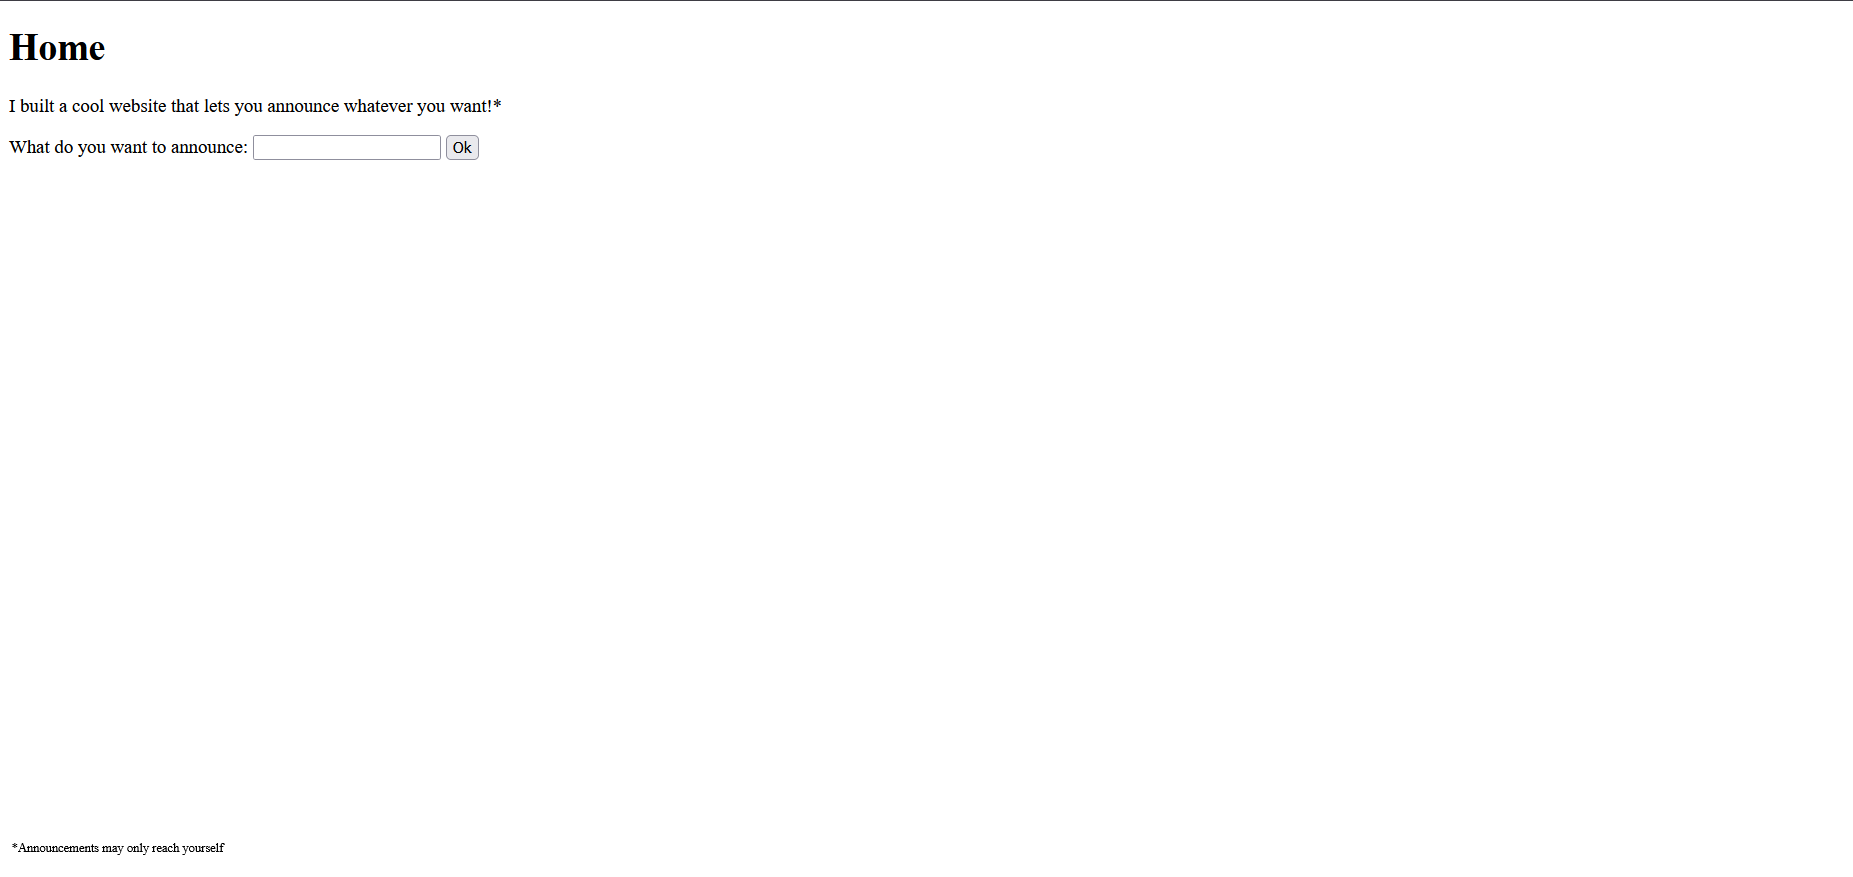 Home
I built a cool website that lets you announce whatever you want!*
What do you want to announce: Ok
*Announcements may only reach yourself